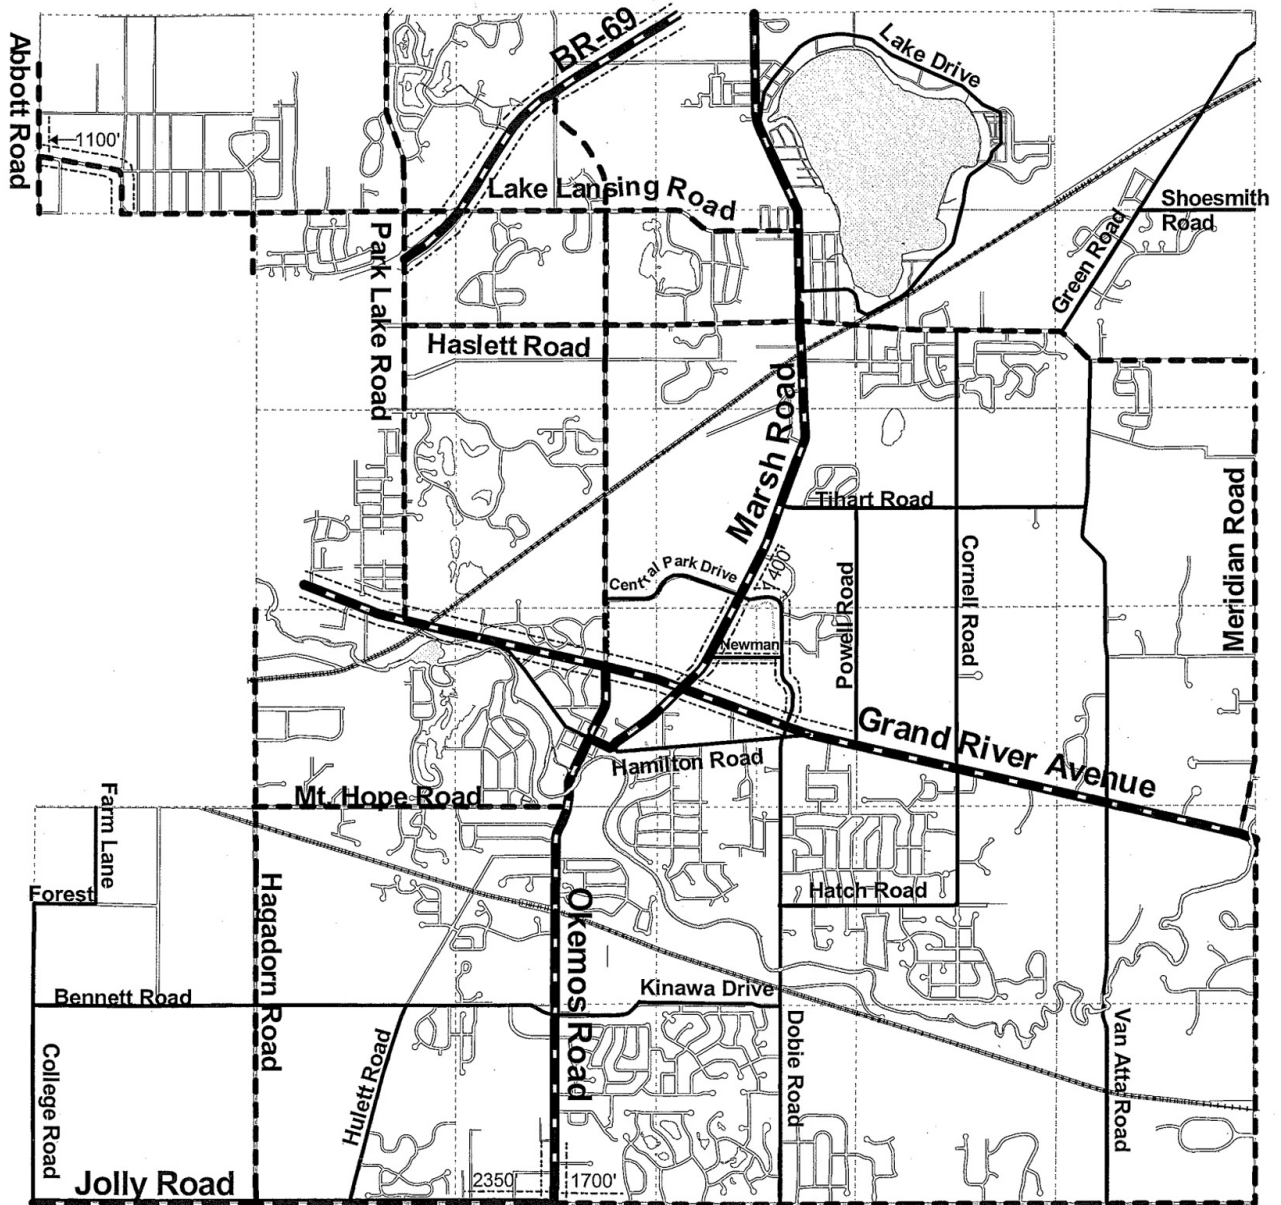 BR-69
Lake Drive
Abbott Road
1100'
Lake Lansing Road
Shoesmith
Road
Park Lake Road
Green Road
Haslett Road
Marsh Road
Tihart Road
Meridian Road
Central Park Drive
1400'
Cornell Road
Powell Road
Newman
Grand River Avenue
Hamilton Road
Mt. Hope Road
Farm Lane
Forest
Hatch Road
Hagadorn Road
Okemos Road
Bennett Road
Kinawa Drive
College Road
Hulett Road
Dobie Road
Van Atta Road
Jolly Road
2350'
1700'